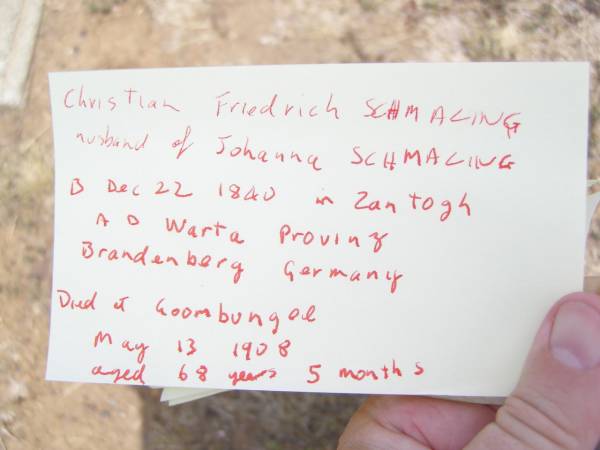 Christian Friedrich SCHMALING
husband of Johanna SCHMALING
B Dec 22 1840 in Zantogh
A D Warta Provinz
Brandenberg Germany
Died at Goombungee
May 13 1908
aged 68 years 5 months